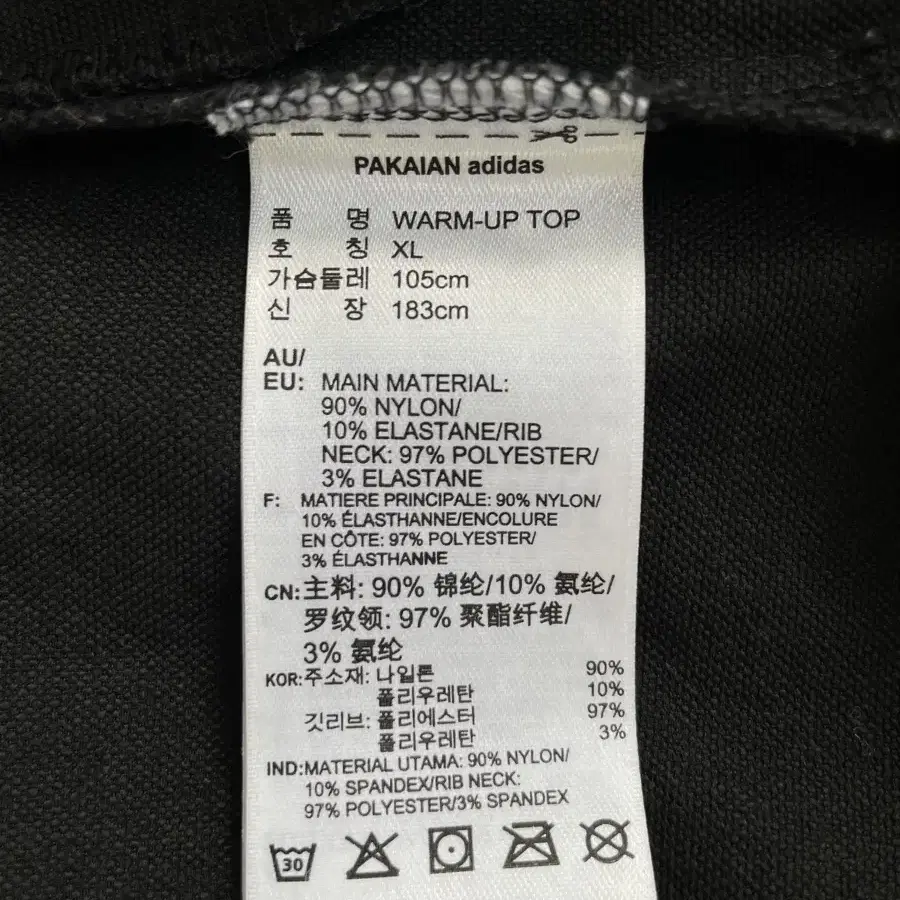 PAKAIAN adidas
품 명 WARM-UP TOP
호 칭 XL
가슴둘레 105cm
신 장 183cm
AU/
EU: MAIN MATERIAL:
90% NYLON/
10% ELASTANE/RIB
NECK: 97% POLYESTER/
3% ELASTANE
F: MATIERE PRINCIPALE: 90% NYLON/
10% ÉLASTHANNE/ENCOLURE
EN CÔTE: 97% POLYESTER/
3% ÉLASTHANNE
CN:主料: 90% 锦纶/10% 氨纶/
罗纹领: 97% 聚酯纤维/
3% 氨纶
KOR:주소재: 나일론 90%
폴리우레탄 10%
깃리브: 폴리에스터 97%
폴리우레탄 3%
IND:MATERIAL UTAMA: 90% NYLON/
10% SPANDEX/RIB NECK:
97% POLYESTER/3% SPANDEX
30